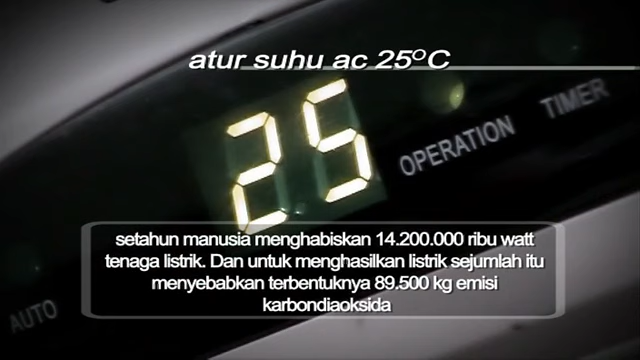 atur suhu ac 25°C
25
OPERATION
TIMER
AUTO
setahun manusia menghabiskan 14.200.000 ribu watt
tenaga listrik. Dan untuk menghasilkan listrik sejumlah itu
menyebabkan terbentuknya 89.500 kg emisi
karbondiaoksida